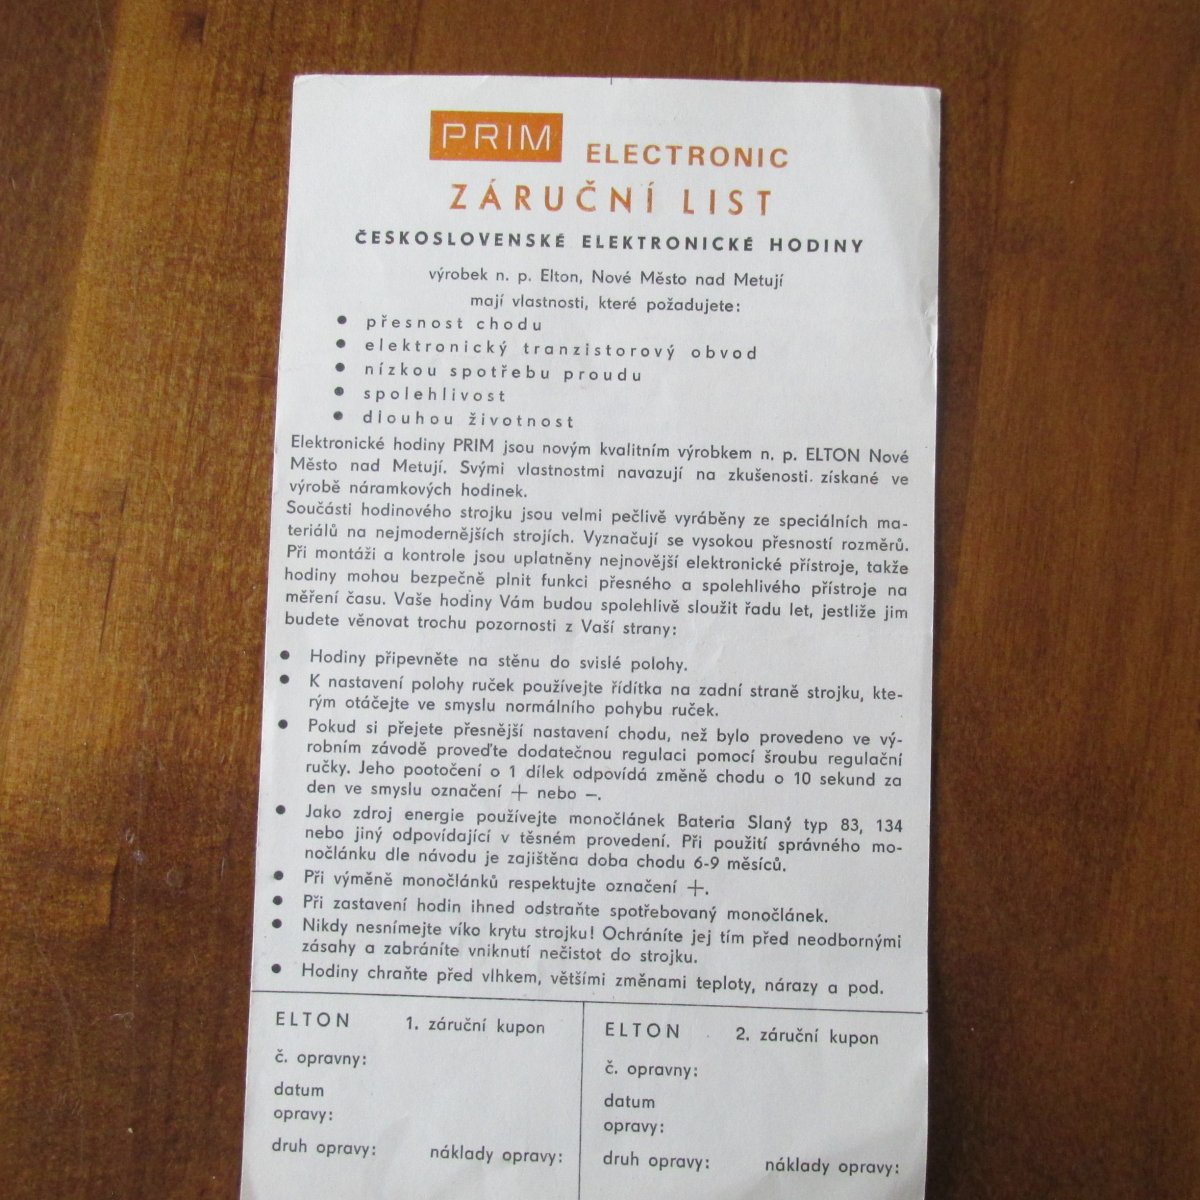 PRIM ELECTRONIC
ZÁRUČNÍ LIST
ČESKOSLOVENSKÉ ELEKTRONICKÉ HODINY
výrobek n. p. Elton, Nové Město nad Metují
mají vlastnosti, které požadujete:
• přesnost chodu
• elektronický tranzistorový obvod
• nízkou spotřebu proudu
• spolehlivost
• dlouhou životnost
Elektronické hodiny PRIM jsou novým kvalitním výrobkem n. p. ELTON Nové
Město nad Metují. Svými vlastnostmi navazují na zkušenosti. získané ve
výrobě náramkových hodinek.
Součásti hodinového strojku jsou velmi pečlivě vyráběny ze speciálních ma-
teriálů na nejmodernějších strojích. Vyznačují se vysokou přesností rozměrů.
Při montáži a kontrole jsou uplatněny nejnovější elektronické přístroje, takže
hodiny mohou bezpečně plnit funkci přesného a spolehlivého přístroje na
měření času. Vaše hodiny Vám budou spolehlivě sloužit řadu let, jestliže jim
budete věnovat trochu pozornosti z Vaší strany:
• Hodiny připevněte na stěnu do svislé polohy.
• K nastavení polohy ruček používejte řídítka na zadní straně strojku, kte-
rým otáčejte ve smyslu normálního pohybu ruček.
• Pokud si přejete přesnější nastavení chodu, než bylo provedeno ve vý-
robním závodě proveďte dodatečnou regulaci pomocí šroubu regulační
ručky. Jeho pootočení o 1 dílek odpovídá změně chodu o 10 sekund za
den ve smyslu označení + nebo –.
• Jako zdroj energie používejte monočlánek Bateria Slaný typ 83, 134
nebo jiný odpovídající v těsném provedení. Při použití správného mo-
nočlánku dle návodu je zajištěna doba chodu 6-9 měsíců.
• Při výměně monočlánků respektujte označení +.
• Při zastavení hodin ihned odstraňte spotřebovaný monočlánek.
• Nikdy nesnímejte víko krytu strojku! Ochráníte jej tím před neodbornými
zásahy a zabráníte vniknutí nečistot do strojku.
• Hodiny chraňte před vlhkem, většími změnami teploty, nárazy a pod.
ELTON 1. záruční kupon
č. opravny:
datum
opravy:
druh opravy: náklady opravy:
ELTON 2. záruční kupon
č. opravny:
datum
opravy:
druh opravy: náklady opravy: